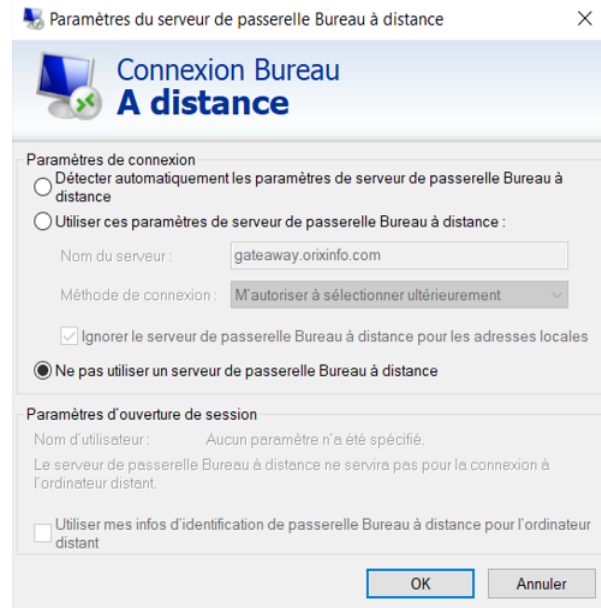 Paramètres du serveur de passerelle Bureau à distance
Connexion Bureau
A distance
Paramètres de connexion
Détecter automatiquement les paramètres de serveur de passerelle Bureau à
distance
Utiliser ces paramètres de serveur de passerelle Bureau à distance :
Nom du serveur :
gateaway.orixinfo.com
Méthode de connexion :
M'autoriser à sélectionner ultérieurement
Ignorer le serveur de passerelle Bureau à distance pour les adresses locales
Ne pas utiliser un serveur de passerelle Bureau à distance
Paramètres d'ouverture de session
Nom d'utilisateur :
Aucun paramètre n'a été spécifié.
Le serveur de passerelle Bureau à distance ne servira pas pour la connexion à
l'ordinateur distant.
Utiliser mes infos d'identification de passerelle Bureau à distance pour l'ordinateur
distant
OK
Annuler